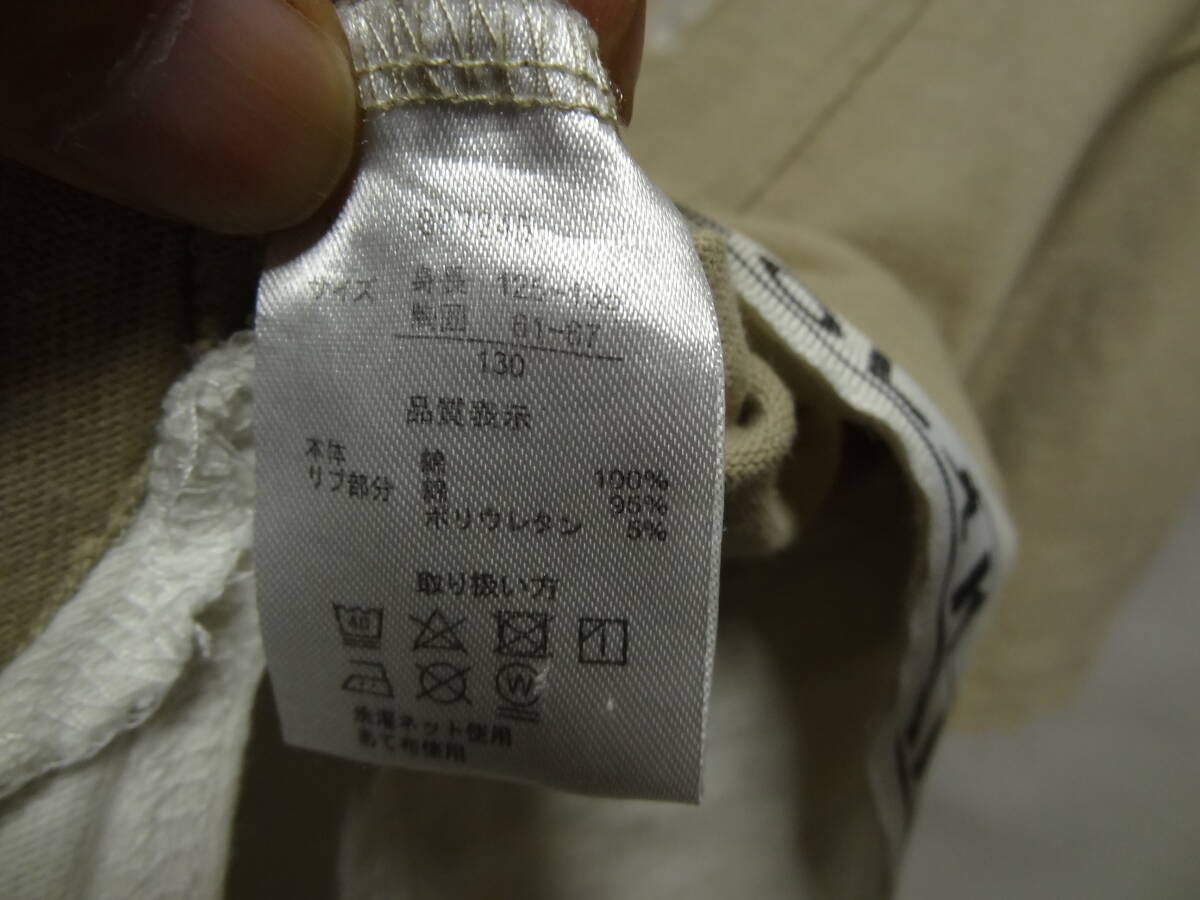 サイズ 身長 125~135
胸囲 61~67
130
品質表示
本体 綿 100%
リブ部分 綿 95%
ポリウレタン 5%
取り扱い方
40
W
洗濯ネット使用
あて布使用